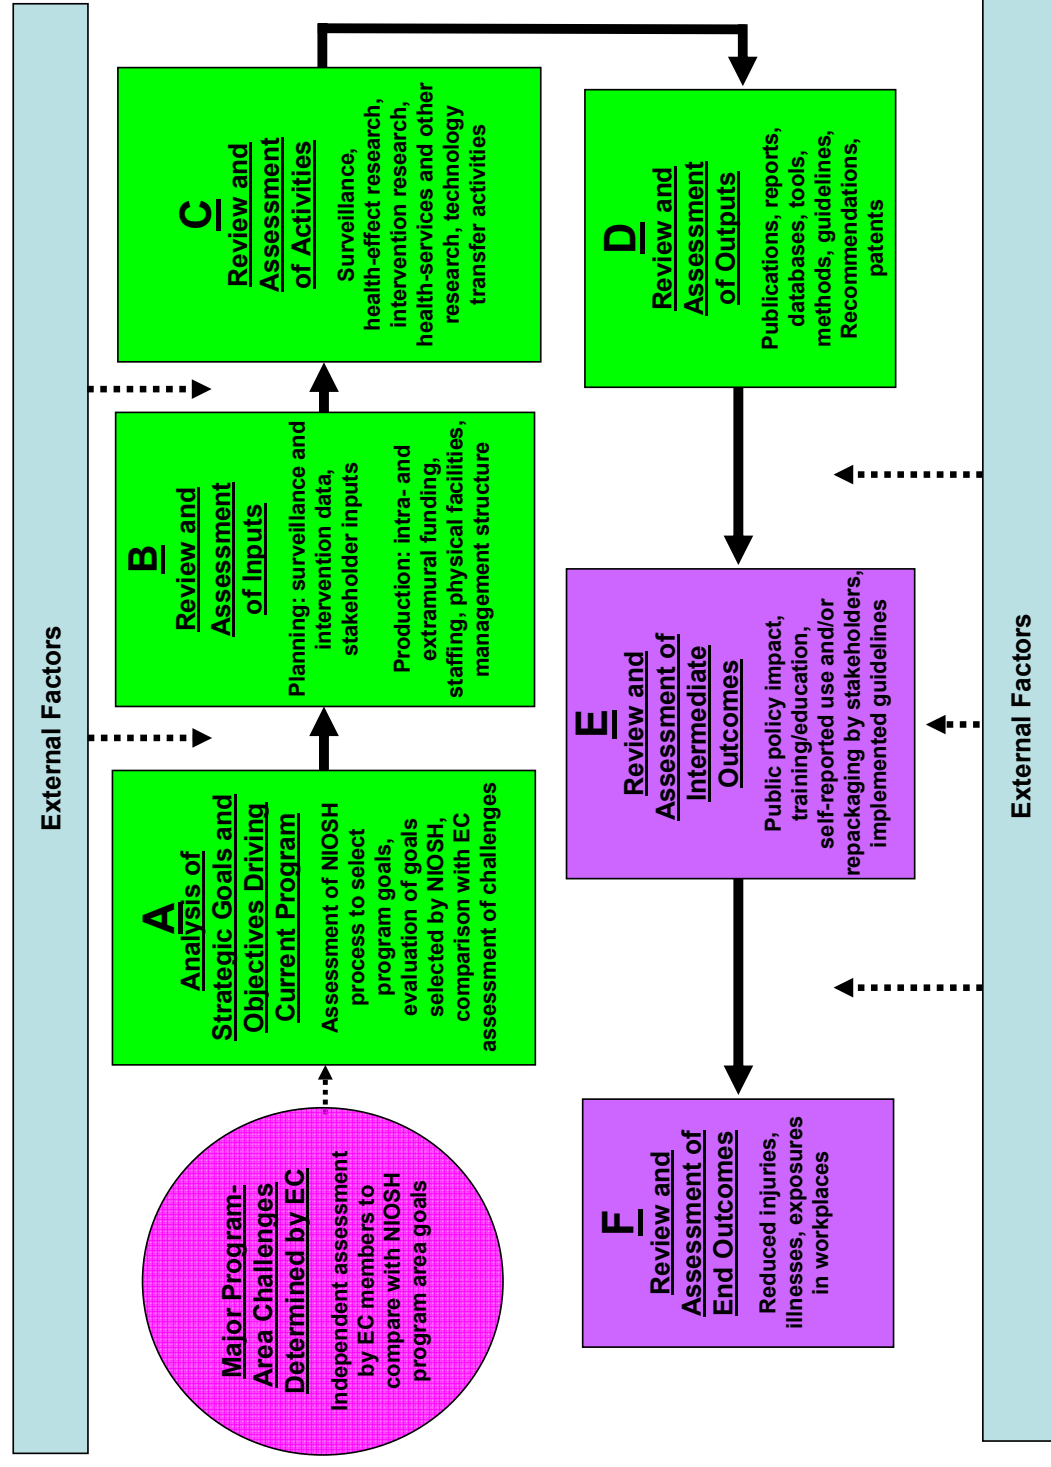 External Factors
Major Program-
Area Challenges
Determined by EC
Independent assessment
by EC members to
compare with NIOSH
program area goals
A
Analysis of
Strategic Goals and
Objectives Driving
Current Program
Assessment of NIOSH
process to select
program goals,
evaluation of goals
selected by NIOSH,
comparison with EC
assessment of challenges
B
Review and
Assessment
of Inputs
Planning: surveillance and
intervention data,
stakeholder inputs
Production: intra- and
extramural funding,
staffing, physical facilities,
management structure
C
Review and
Assessment
of Activities
Surveillance,
health-effect research,
intervention research,
health-services and other
research, technology
transfer activities
D
Review and
Assessment
of Outputs
Publications, reports,
databases, tools,
methods, guidelines,
Recommendations,
patents
E
Review and
Assessment of
Intermediate
Outcomes
Public policy impact,
training/education,
self-reported use and/or
repackaging by stakeholders,
implemented guidelines
F
Review and
Assessment of
End Outcomes
Reduced injuries,
illnesses, exposures
in workplaces
External Factors